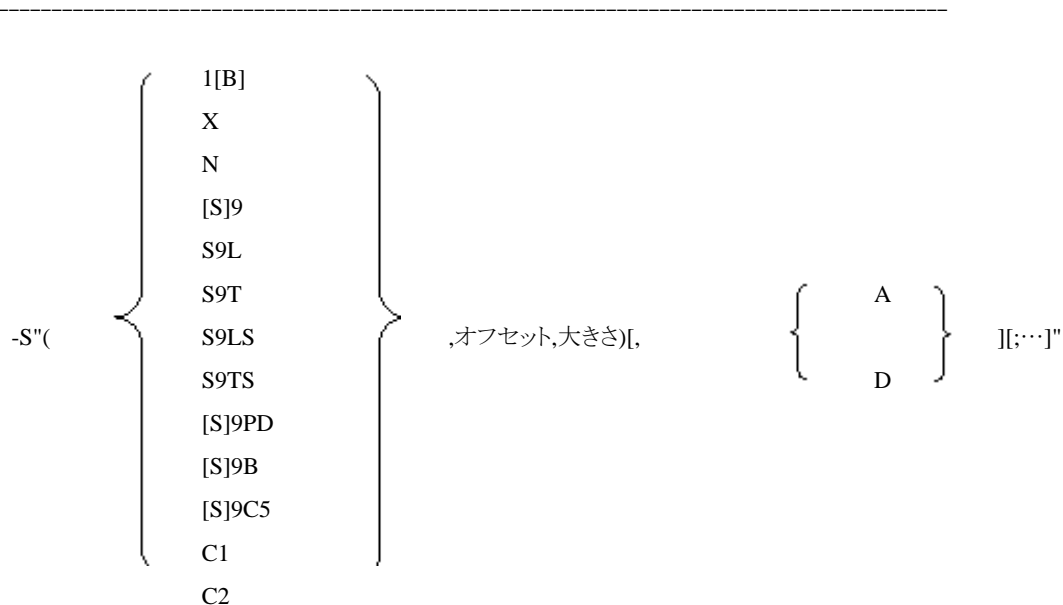 1[B]
X
N
[S]9
S9L
S9T
A
-S"(
S9LS
,オフセット,大きさ)[,
][;…]"
S9TS
D
[S]9PD
[S]9B
[S]9C5
C1
C2